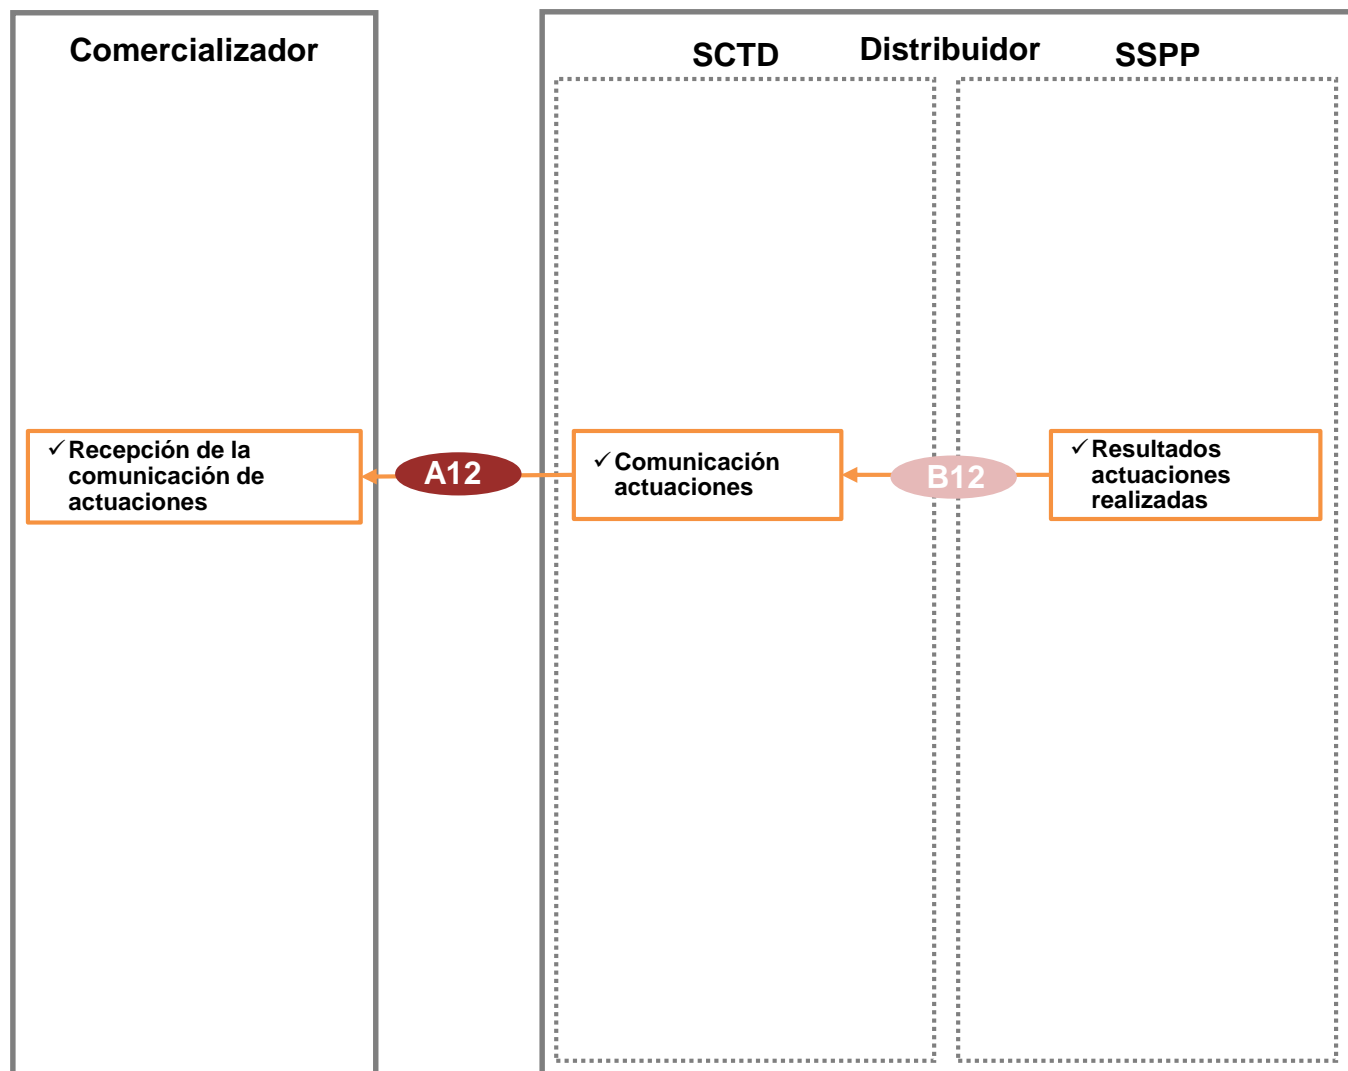 Comercializador
SCTD
Distribuidor
SSPP
✓ Recepción de la
comunicación de
actuaciones
A12
✓ Comunicación
actuaciones
B12
✓ Resultados
actuaciones
realizadas